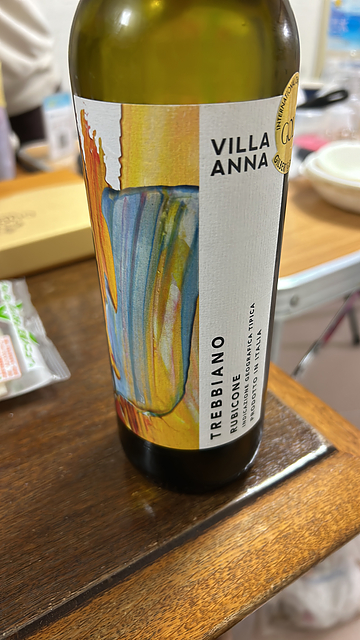 VILLA
ANNA
TREBBIANO
RUBICONE
INDICAZIONE GEOGRAFICA TIPICA
PRODOTTO IN ITALIA